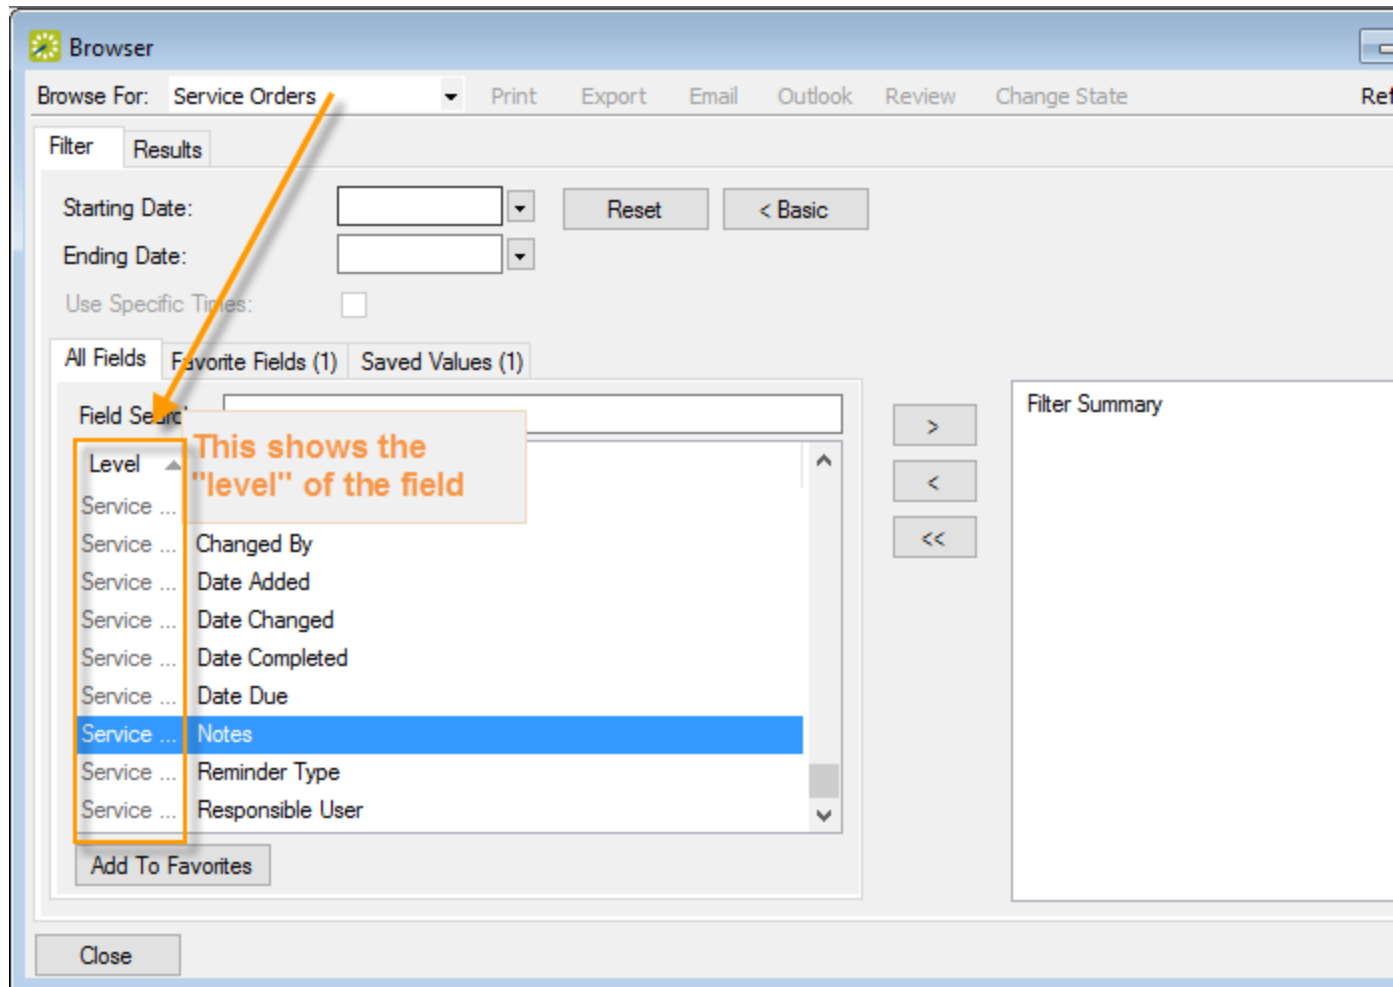 Browser
Browse For: Service Orders Print Export Email Outlook Review Change State Ref
Filter Results
Starting Date: Reset < Basic
Ending Date:
Use Specific Times:
All Fields Favorite Fields (1) Saved Values (1)
Field Searc
Filter Summary
>
This shows the
"level" of the field
Level
<
Service ...
Service ... Changed By
<<
Service ... Date Added
Service ... Date Changed
Service ... Date Completed
Service ... Date Due
Service ... Notes
Service ... Reminder Type
Service ... Responsible User
Add To Favorites
Close